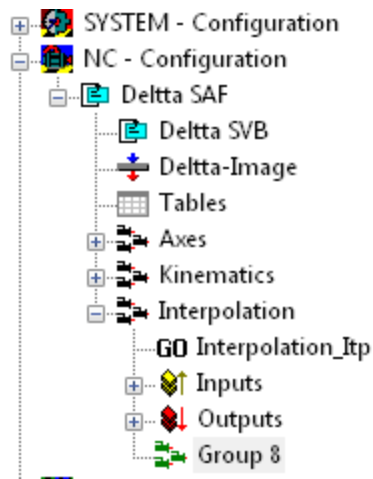 SYSTEM - Configuration
NC - Configuration
Deltta SAF
Deltta SVB
Deltta-Image
Tables
Axes
Kinematics
Interpolation
GO Interpolation_Itp
Inputs
Outputs
Group 8